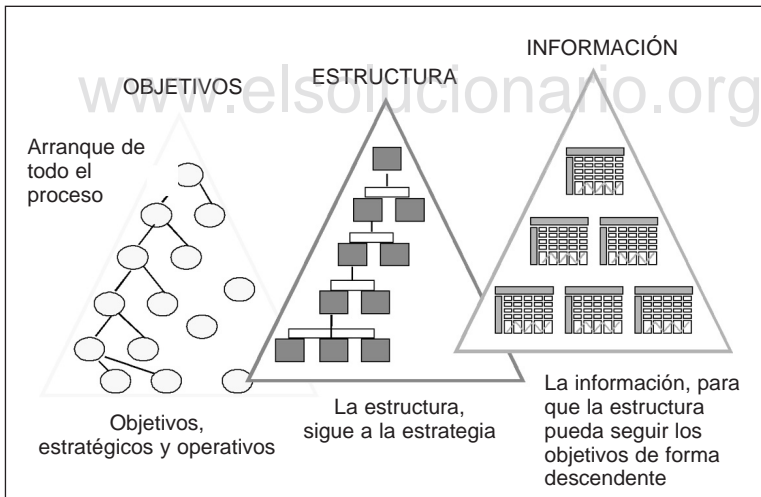 INFORMACIÓN
ESTRUCTURA
OBJETIVOS
www.elsolucionario.org
Arranque de
todo el
proceso
Objetivos,
estratégicos y operativos
La estructura,
sigue a la estrategia
La información, para
que la estructura
pueda seguir los
objetivos de forma
descendente